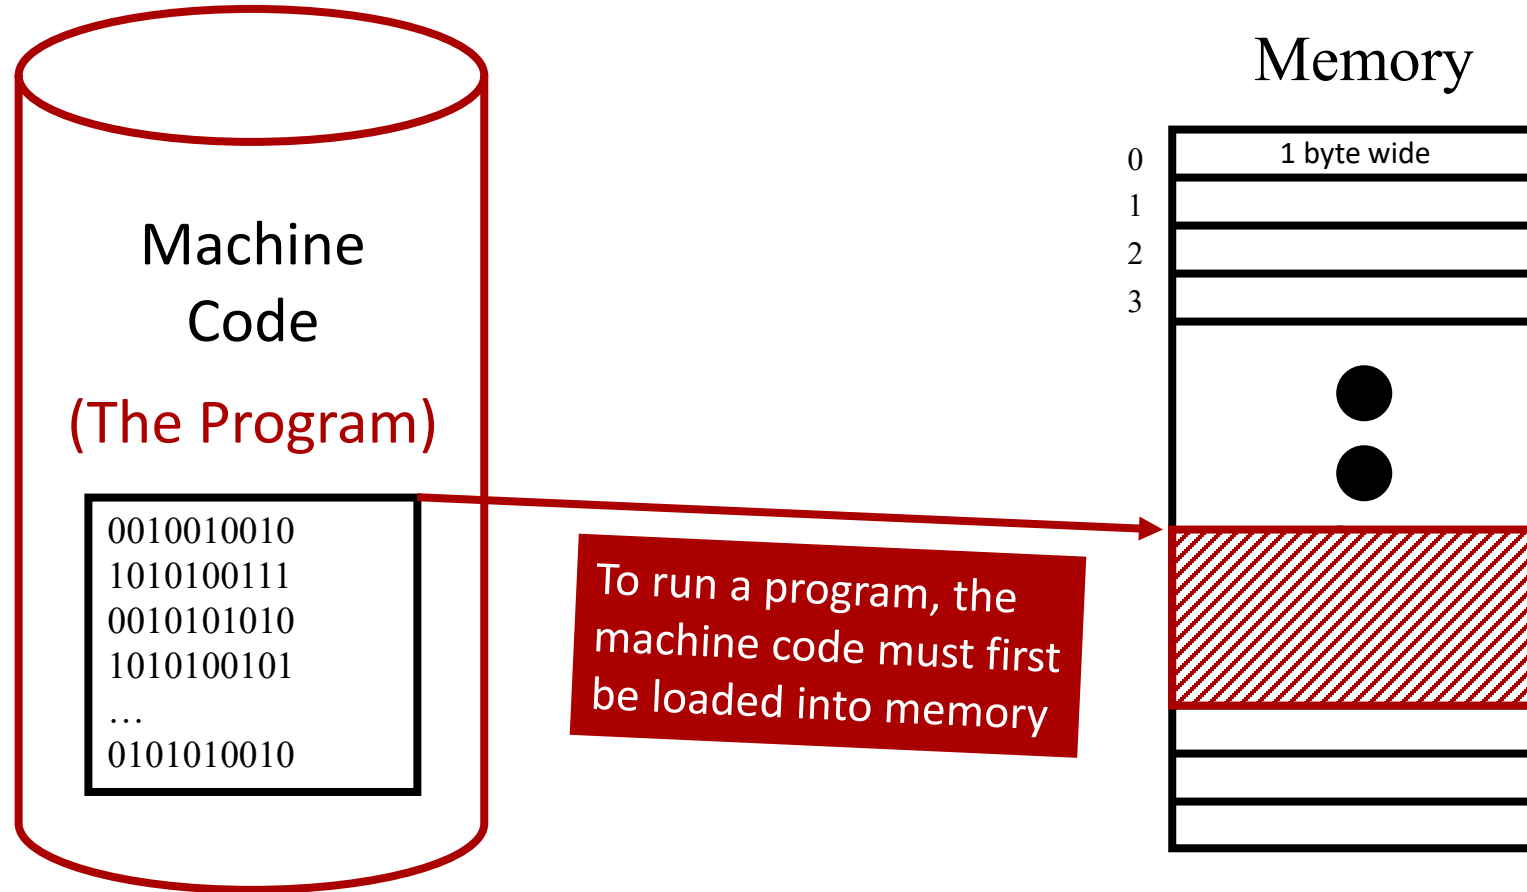 Machine
Code
(The Program)
0010010010
1010100111
0010101010
1010100101
…
0101010010
To run a program, the
machine code must first
be loaded into memory
Memory
0
1 byte wide
1
2
3